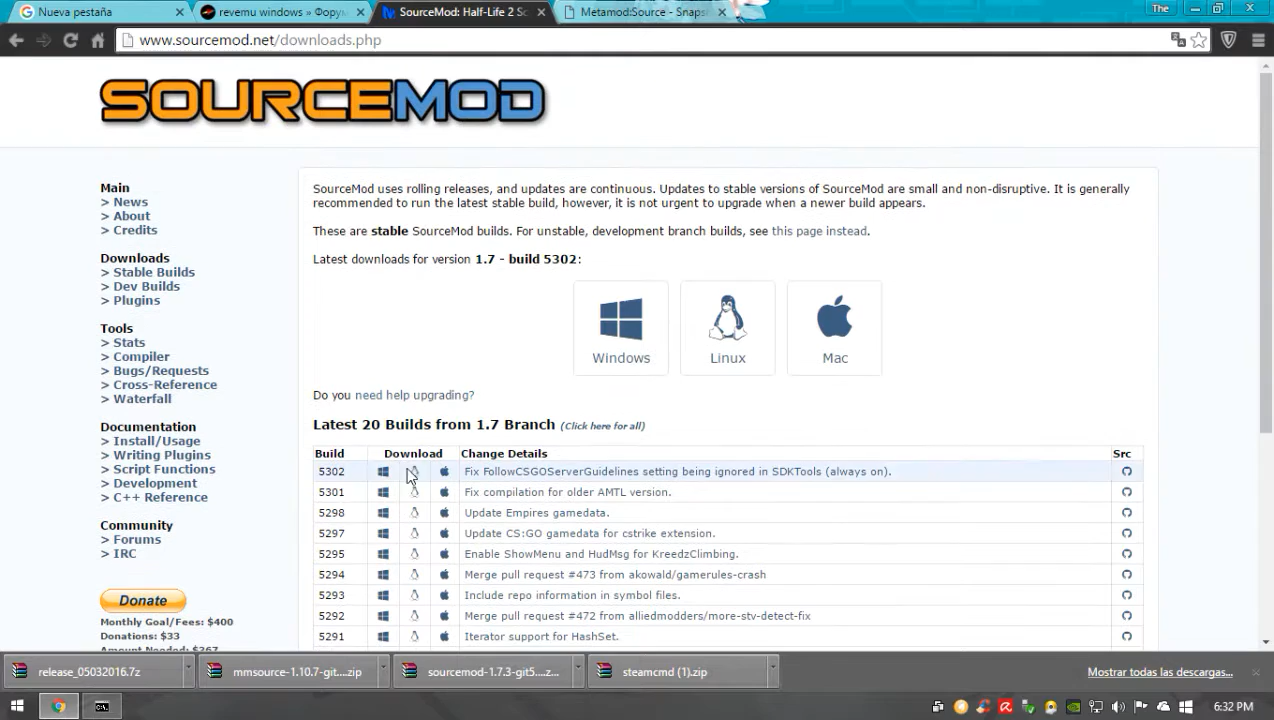 Nueva pestaña
revemu windows » Фору
SourceMod: Half-Life 2 Sc
Metamod:Source - Snaps
The
www.sourcemod.net/downloads.php
SOURCEMOD
Main
> News
> About
> Credits
Downloads
> Stable Builds
> Dev Builds
> Plugins
Tools
> Stats
> Compiler
> Bugs/Requests
> Cross-Reference
> Waterfall
Documentation
> Install/Usage
> Writing Plugins
> Script Functions
> Development
> C++ Reference
Community
> Forums
> IRC
Donate
Monthly Goal/Fees: $400
Donations: $33
Amount Needed: $367
SourceMod uses rolling releases, and updates are continuous. Updates to stable versions of SourceMod are small and non-disruptive. It is generally
recommended to run the latest stable build, however, it is not urgent to upgrade when a newer build appears.
These are stable SourceMod builds. For unstable, development branch builds, see this page instead.
Latest downloads for version 1.7 - build 5302:
Windows
Linux
Mac
Do you need help upgrading?
Latest 20 Builds from 1.7 Branch (Click here for all)
Build Download Change Details Src
5302 Fix FollowCSGOServerGuidelines setting being ignored in SDKTools (always on).
5301 Fix compilation for older AMTL version.
5298 Update Empires gamedata.
5297 Update CS:GO gamedata for cstrike extension.
5295 Enable ShowMenu and HudMsg for KreedzClimbing.
5294 Merge pull request #473 from akowald/gamerules-crash
5293 Include repo information in symbol files.
5292 Merge pull request #472 from alliedmodders/more-stv-detect-fix
5291 Iterator support for HashSet.
release_05032016.7z
mmsource-1.10.7-git....zip
sourcemod-1.7.3-git5....z...
steamcmd (1).zip
Mostrar todas las descargas...
6:32 PM